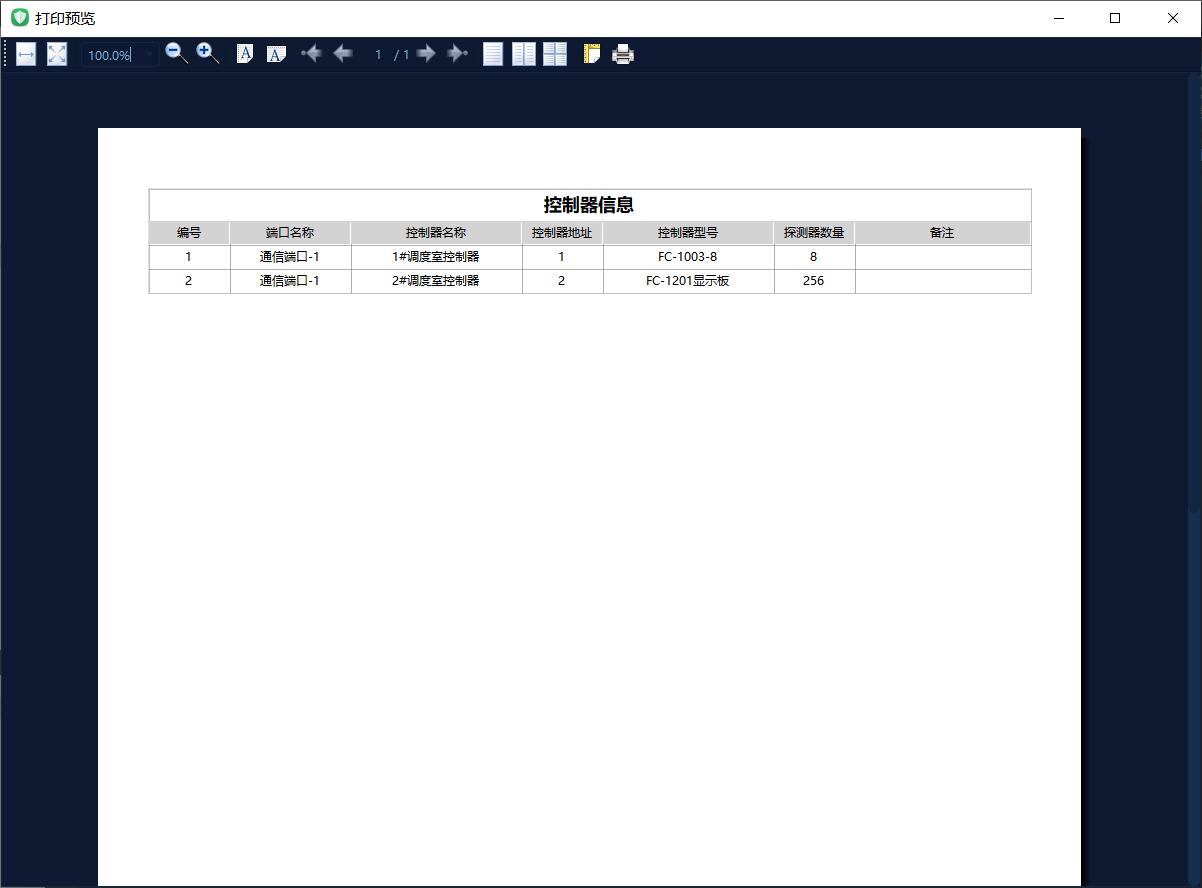 打印预览
100.0% 1 / 1
控制器信息
编号 端口名称 控制器名称 控制器地址 控制器型号 探测器数量 备注
1 通信端口-1 1#调度室控制器 1 FC-1003-8 8
2 通信端口-1 2#调度室控制器 2 FC-1201显示板 256